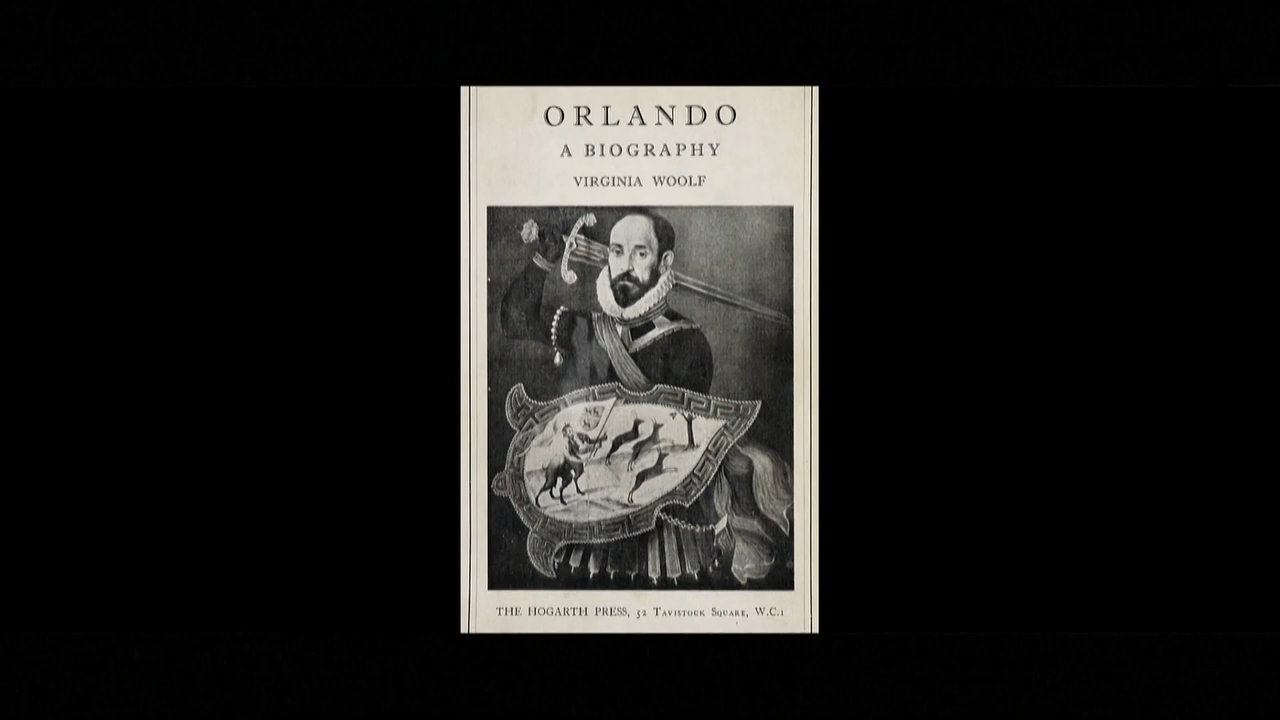 ORLANDO
A BIOGRAPHY
VIRGINIA WOOLF
THE HOGARTH PRESS, 52 Tavistock Square, W.C.1